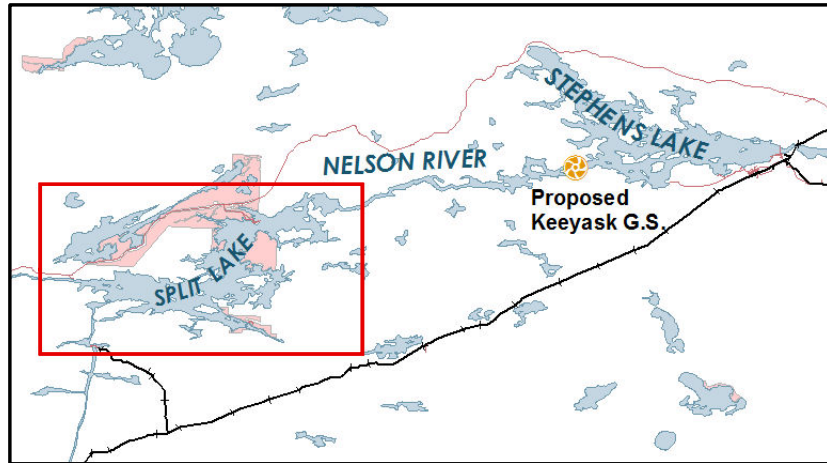 STEPHENS LAKE
NELSON RIVER
Proposed
Keeyask G.S.
SPLIT LAKE